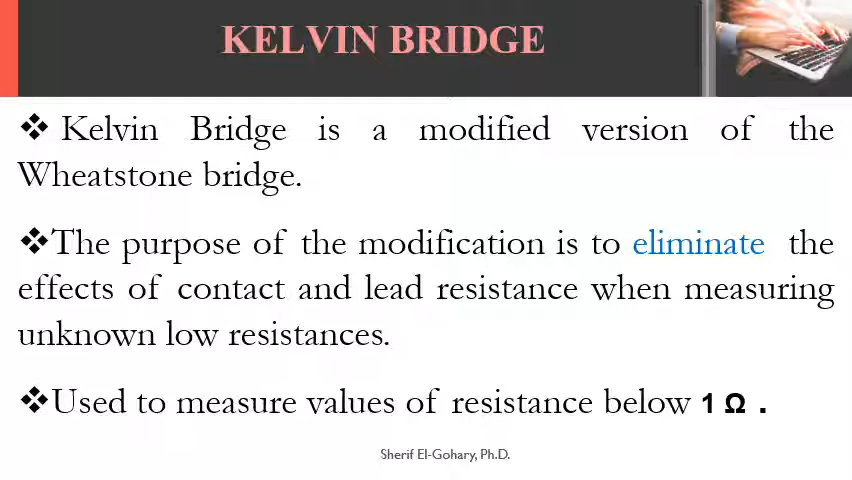 KELVIN BRIDGE
❖ Kelvin Bridge is a modified version of the
Wheatstone bridge.
❖The purpose of the modification is to eliminate the
effects of contact and lead resistance when measuring
unknown low resistances.
❖Used to measure values of resistance below 1 Ω .
Sherif El-Gohary, Ph.D.